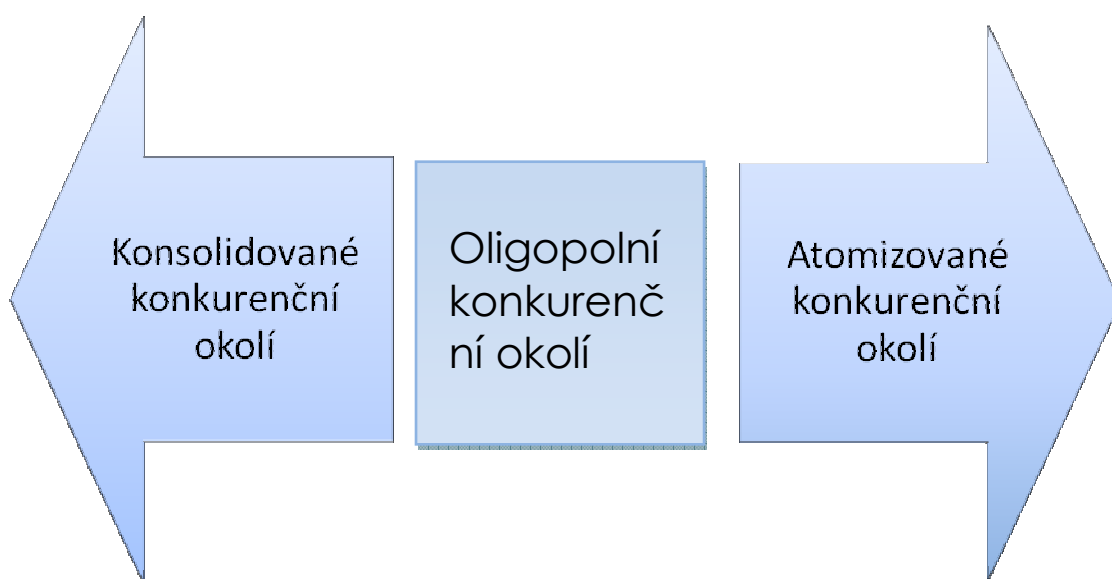 Konsolidované
konkurenční
okolí
Oligopolní
konkurenč
ní okolí
Atomizované
konkurenční
okolí